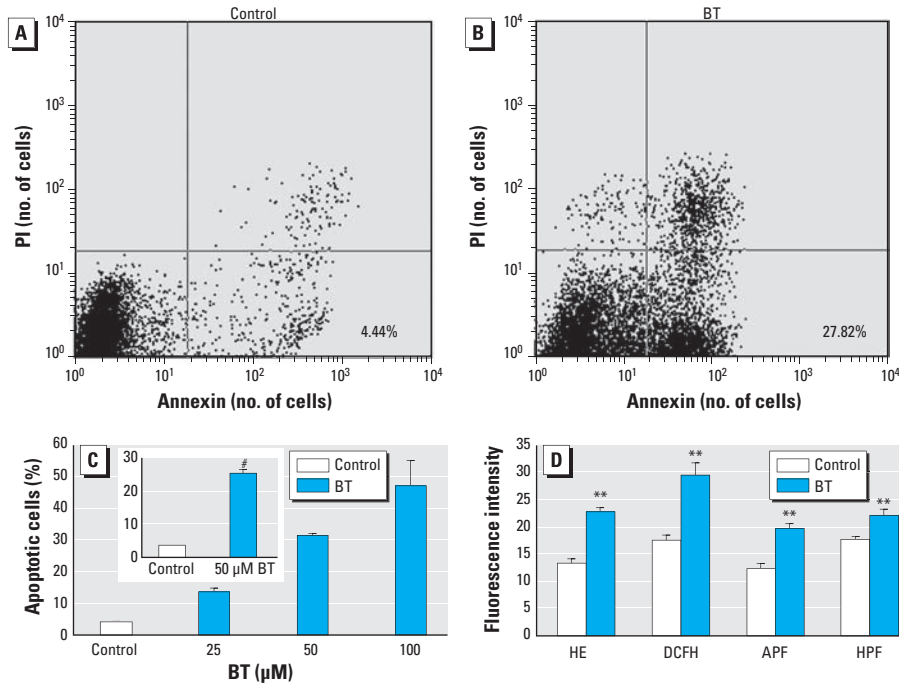 A
Control
10⁴
10³
10²
10¹
10⁰
PI (no. of cells)
4.44%
10⁰ 10¹ 10² 10³ 10⁴
Annexin (no. of cells)
B
BT
10⁴
10³
10²
10¹
10⁰
PI (no. of cells)
27.82%
10⁰ 10¹ 10² 10³ 10⁴
Annexin (no. of cells)
C
60
50
40
30
20
10
0
Apoptotic cells (%)
30
20
10
0
#
Control 50 µM BT
Control
BT
Control 25 50 100
BT (µM)
D
35
30
25
20
15
10
5
0
Fluorescence intensity
Control
BT
** ** ** **
HE DCFH APF HPF